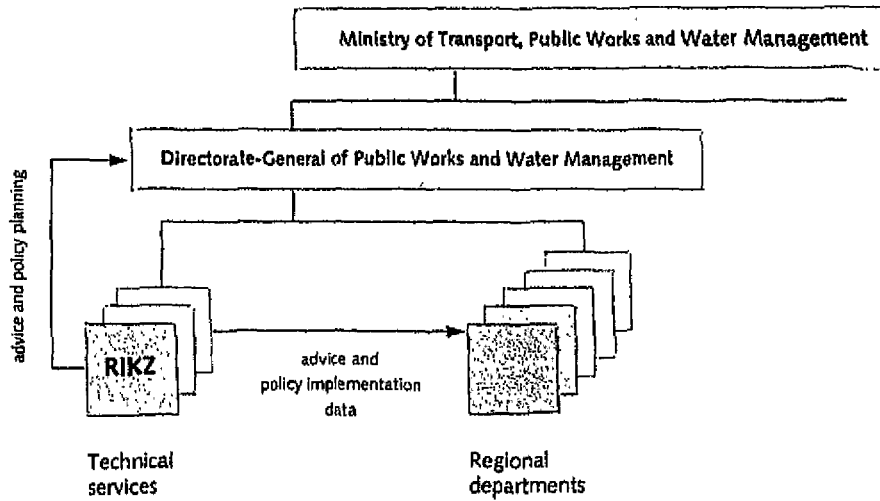 Ministry of Transport, Public Works and Water Management
Directorate-General of Public Works and Water Management
advice and policy planning
RIKZ
advice and
policy implementation
data
Technical
services
Regional
departments